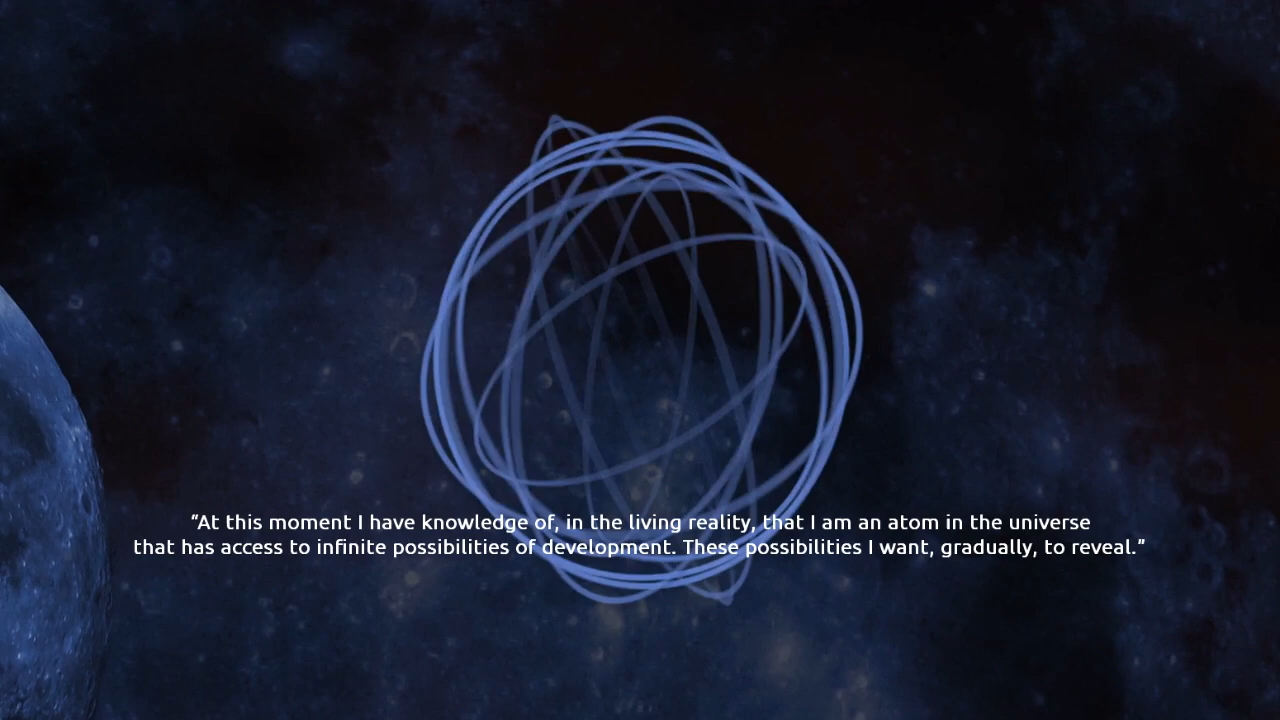 “At this moment I have knowledge of, in the living reality, that I am an atom in the universe
that has access to infinite possibilities of development. These possibilities I want, gradually, to reveal.”